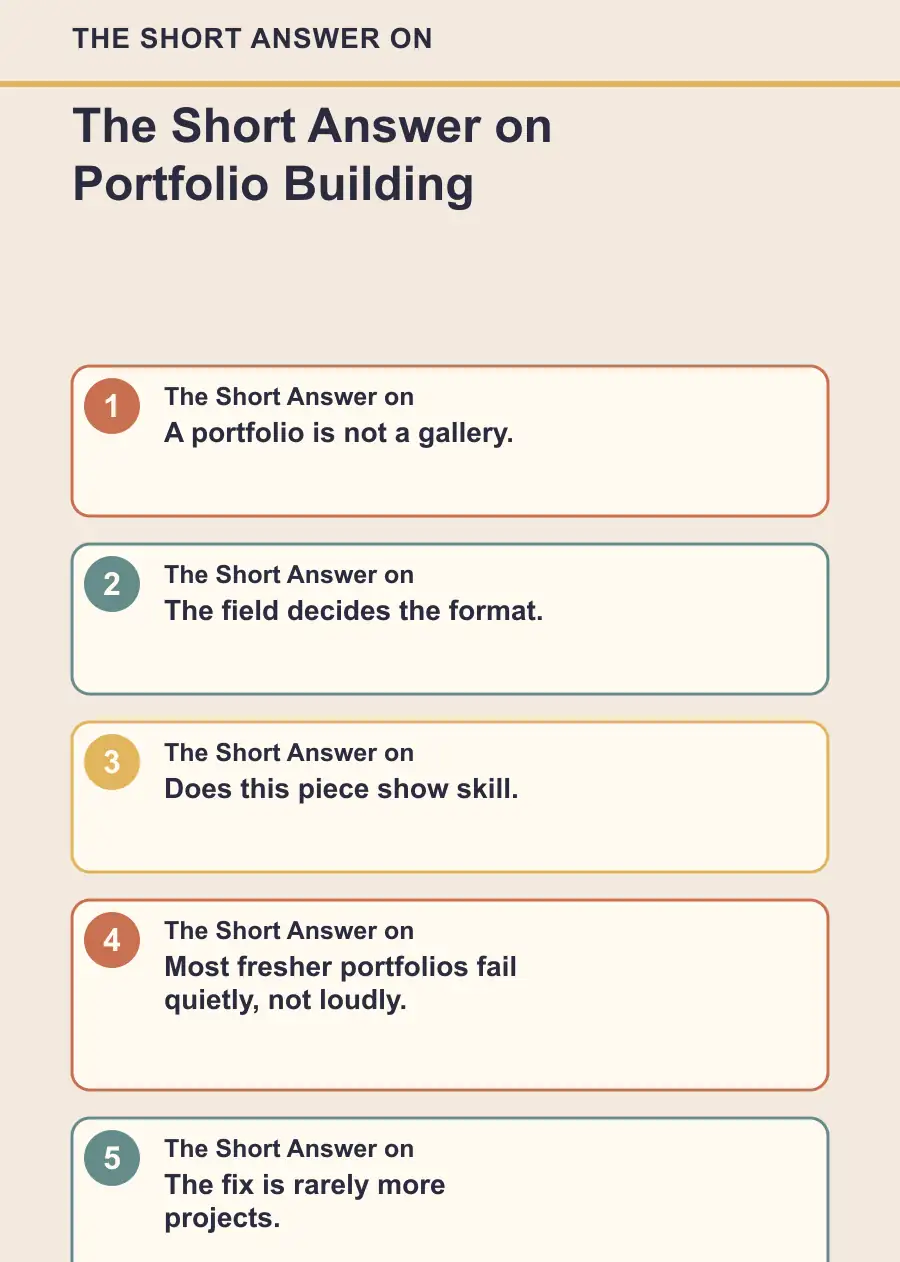 THE SHORT ANSWER ON
The Short Answer on
Portfolio Building
1
The Short Answer on
A portfolio is not a gallery.
2
The Short Answer on
The field decides the format.
3
The Short Answer on
Does this piece show skill.
4
The Short Answer on
Most fresher portfolios fail
quietly, not loudly.
5
The Short Answer on
The fix is rarely more
projects.